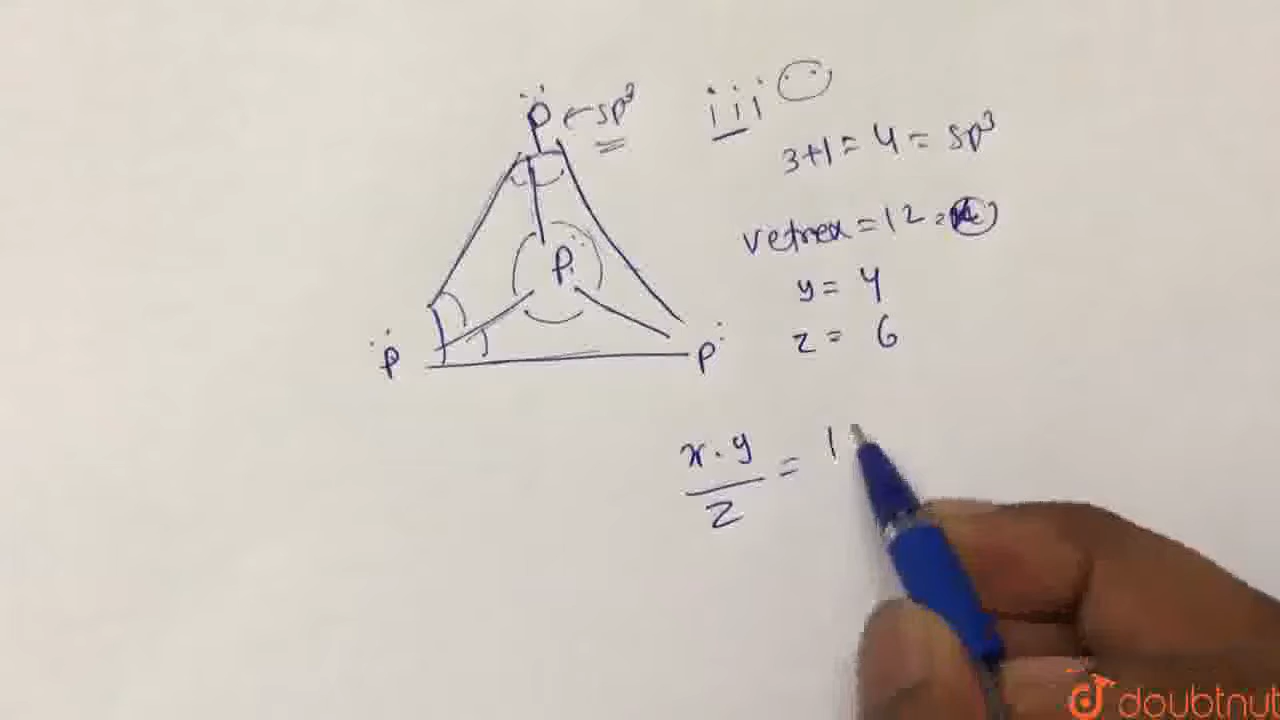 P ← sp³
iii
3+1 = 4 = sp³
vetrex = 12 =
P
y = 4
z = 6
P
P
x . y / z = 1
doubtnut